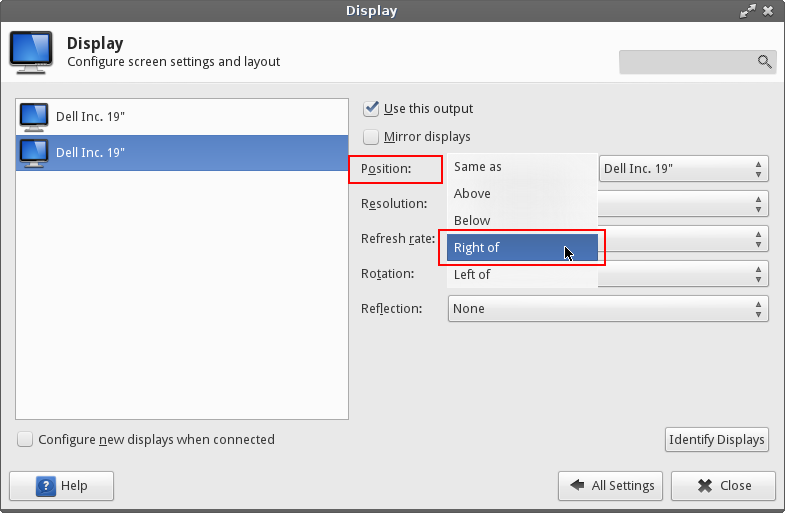 Display
Display
Configure screen settings and layout
Dell Inc. 19"
Dell Inc. 19"
Use this output
Mirror displays
Position:
Same as
Above
Below
Right of
Left of
Dell Inc. 19"
Resolution:
Refresh rate:
Rotation:
Reflection:
None
Configure new displays when connected
Identify Displays
Help
All Settings
Close